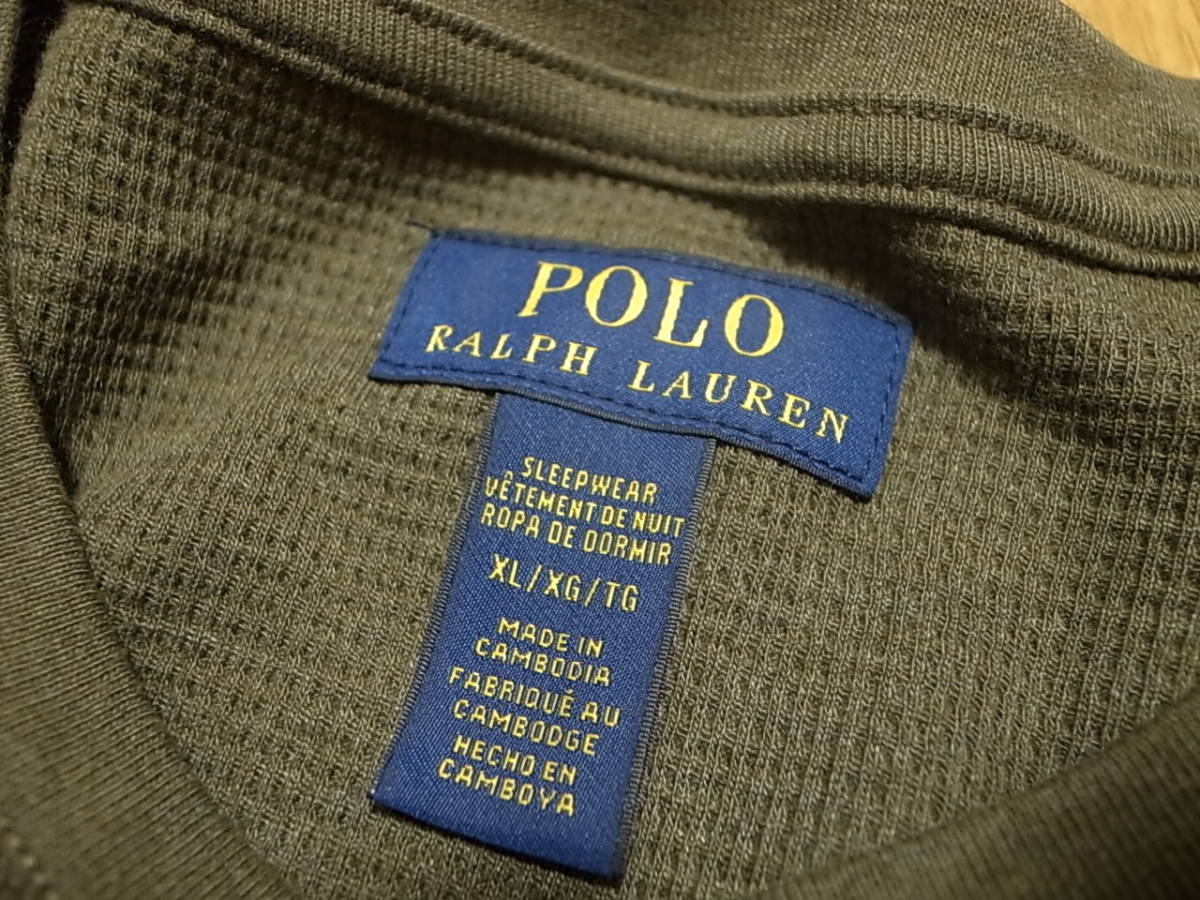 POLO
RALPH LAUREN
SLEEPWEAR
VÊTEMENT DE NUIT
ROPA DE DORMIR
XL/XG/TG
MADE IN
CAMBODIA
FABRIQUÉ AU
CAMBODGE
HECHO EN
CAMBOYA